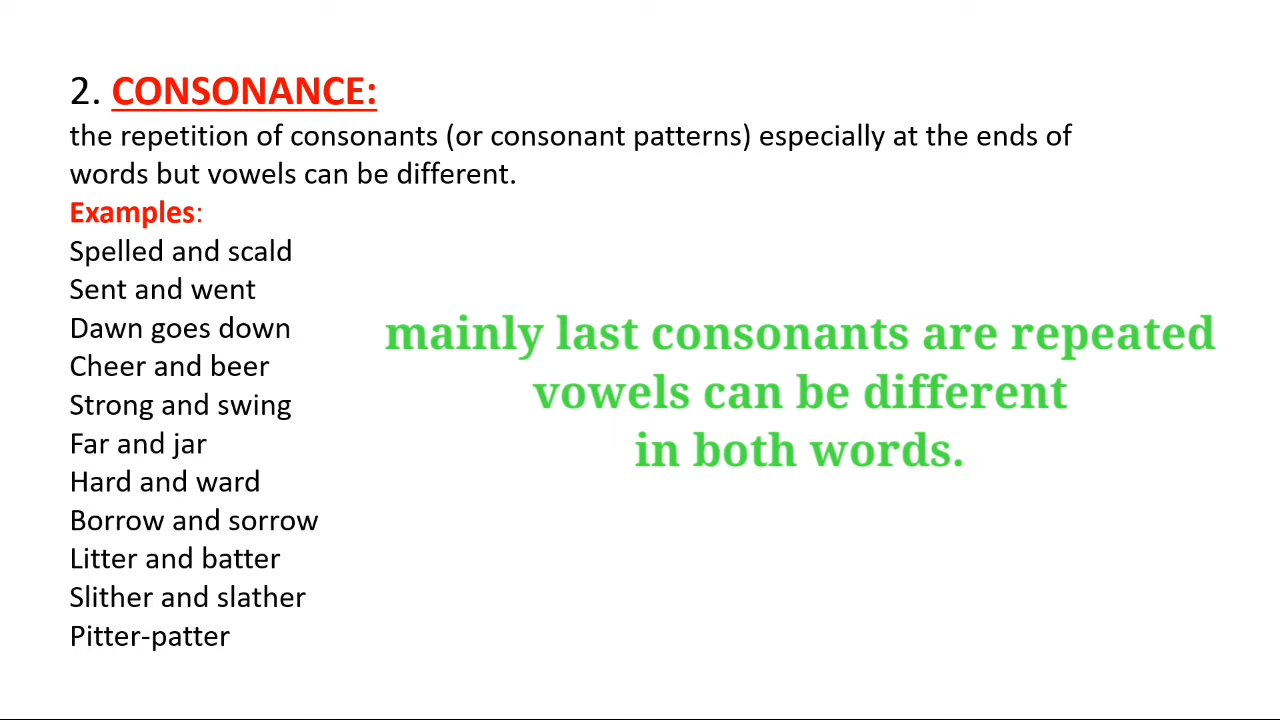 2. CONSONANCE:
the repetition of consonants (or consonant patterns) especially at the ends of
words but vowels can be different.
Examples:
Spelled and scald
Sent and went
Dawn goes down
Cheer and beer
Strong and swing
Far and jar
Hard and ward
Borrow and sorrow
Litter and batter
Slither and slather
Pitter-patter
mainly last consonants are repeated
vowels can be different
in both words.